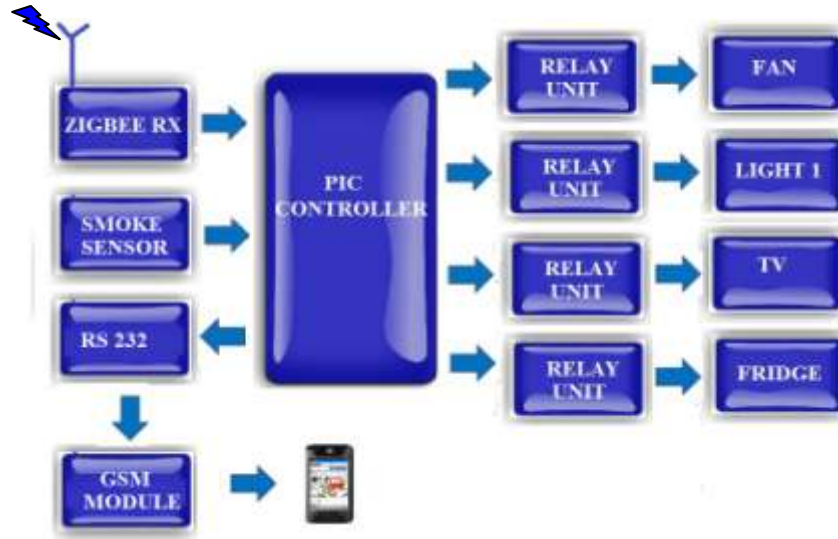 ZIGBEE RX
SMOKE
SENSOR
RS 232
GSM
MODULE
PIC
CONTROLLER
RELAY
UNIT
FAN
RELAY
UNIT
LIGHT 1
RELAY
UNIT
TV
RELAY
UNIT
FRIDGE